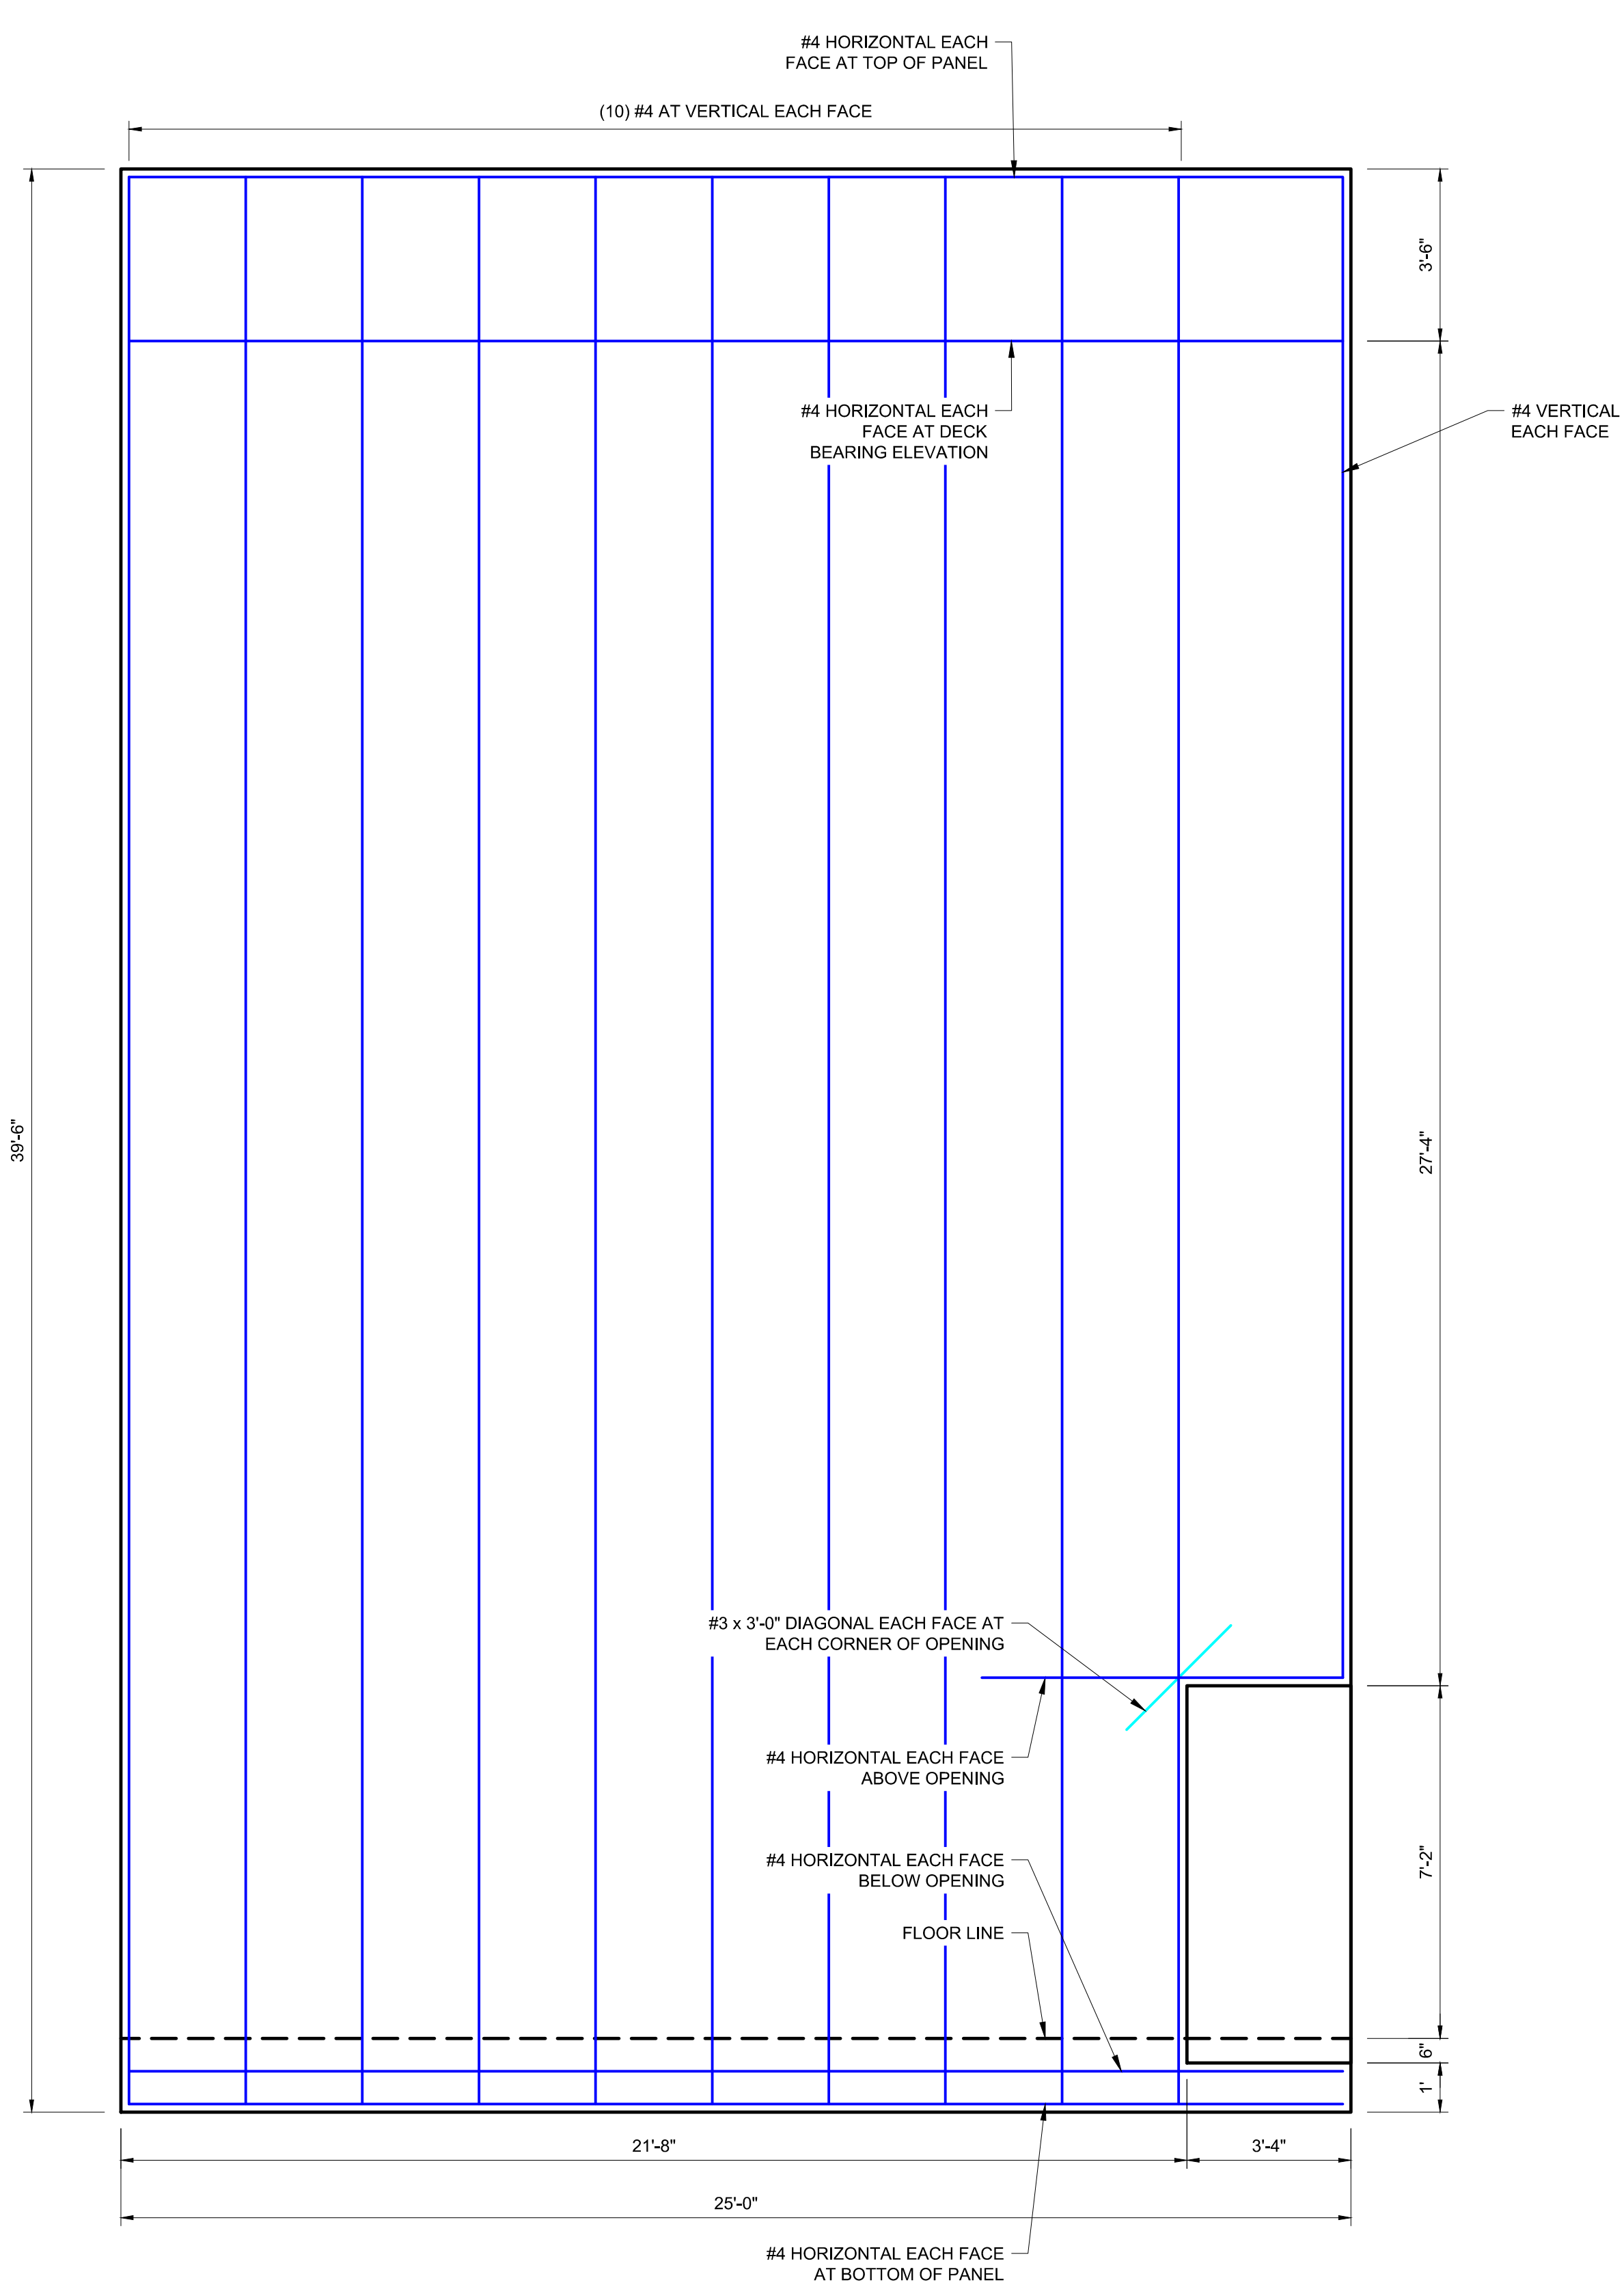 #4 HORIZONTAL EACH
FACE AT TOP OF PANEL
(10) #4 AT VERTICAL EACH FACE
3'-6"
#4 HORIZONTAL EACH
FACE AT DECK
BEARING ELEVATION
#4 VERTICAL
EACH FACE
39'-6"
27'-4"
#3 x 3'-0" DIAGONAL EACH FACE AT
EACH CORNER OF OPENING
#4 HORIZONTAL EACH FACE
ABOVE OPENING
#4 HORIZONTAL EACH FACE
BELOW OPENING
7'-2"
FLOOR LINE
6"
1'
21'-8"
3'-4"
25'-0"
#4 HORIZONTAL EACH FACE
AT BOTTOM OF PANEL